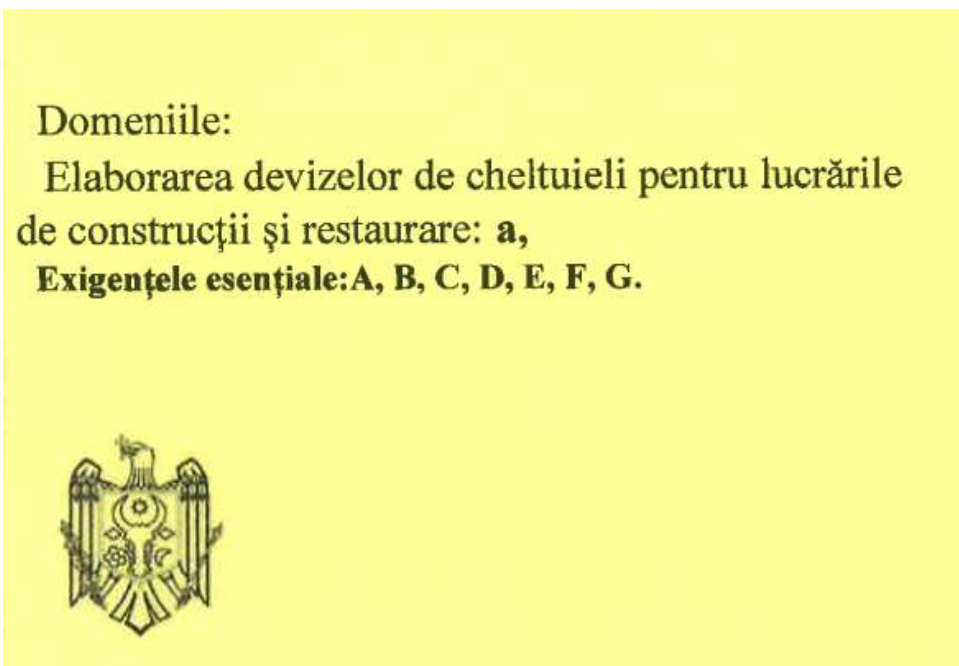 Domeniile:
Elaborarea devizelor de cheltuieli pentru lucrările
de construcţii şi restaurare: a,
Exigenţele esenţiale:A, B, C, D, E, F, G.